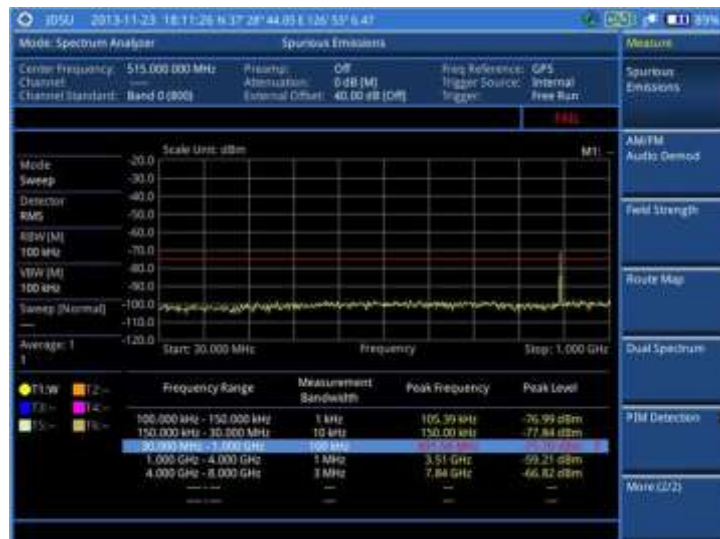 JDSU 2013-11-23 18:11:26 N 37° 28' 44.05 E 126° 53' 6.47
89%
Mode: Spectrum Analyzer
Spurious Emissions
Measure
Center Frequency: 515.000 000 MHz
Channel:
Channel Standard: Band 0 (800)
Preamp: Off
Attenuation: 0 dB [M]
External Offset: 40.00 dB [Off]
Freq Reference: GPS
Trigger Source: Internal
Trigger: Free Run
FAIL
Spurious
Emissions
AM/FM
Audio Demod
Field Strength
Route Map
Dual Spectrum
PIM Detection
More (2/2)
Mode
Sweep
Detector
RMS
RBW [M]
100 kHz
VBW [M]
100 kHz
Sweep [Normal]
---
Average: 1
1
Scale Unit: dBm
M1: --
-20.0
-30.0
-40.0
-50.0
-60.0
-70.0
-80.0
-90.0
-100.0
-110.0
-120.0
Start: 30.000 MHz
Frequency
Stop: 1.000 GHz
T1:W T2:--
T3:-- T4:--
T5:-- T6:--
Frequency Range Measurement Bandwidth Peak Frequency Peak Level
100.000 kHz - 150.000 kHz 1 kHz 105.39 kHz -76.99 dBm
150.000 kHz - 30.000 MHz 10 kHz 150.00 kHz -77.84 dBm
30.000 MHz - 1.000 GHz 100 kHz
1.000 GHz - 4.000 GHz 1 MHz 3.51 GHz -59.21 dBm
4.000 GHz - 8.000 GHz 3 MHz 7.84 GHz -66.82 dBm
--- - --- -- -- --
--- - --- -- -- --